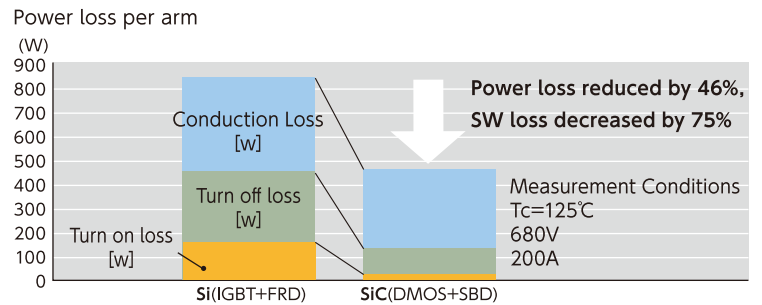 Power loss per arm
(W)
900
800
700
600
500
400
300
200
100
0
Conduction Loss
[w]
Turn off loss
[w]
Turn on loss
[w]
Power loss reduced by 46%,
SW loss decreased by 75%
Measurement Conditions
Tc=125℃
680V
200A
Si(IGBT+FRD)
SiC(DMOS+SBD)